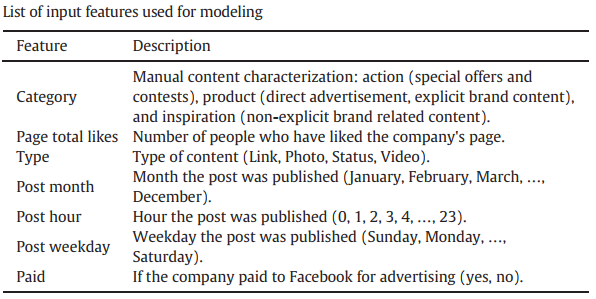 List of input features used for modeling
Feature Description
Manual content characterization: action (special offers and
Category contests), product (direct advertisement, explicit brand content),
and inspiration (non-explicit brand related content).
Page total likes Number of people who have liked the company's page.
Type Type of content (Link, Photo, Status, Video).
Post month Month the post was published (January, February, March, …,
December).
Post hour Hour the post was published (0, 1, 2, 3, 4, …, 23).
Post weekday Weekday the post was published (Sunday, Monday, …,
Saturday).
Paid If the company paid to Facebook for advertising (yes, no).